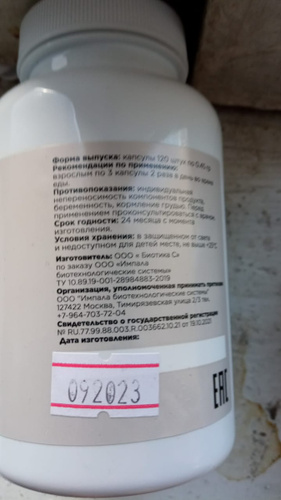 Форма выпуска: капсулы 120 штук по 0,45 гр
Рекомендации по применению:
взрослым по 3 капсулы 2 раза в день во время
еды.
Противопоказания: индивидуальная
непереносимость компонентов продукта,
беременность, кормление грудью. Перед
применением проконсультироваться с врачом.
Срок годности: 24 месяца с момента
изготовления.
Условия хранения: в защищенном от света
и недоступном для детей месте, не выше +25°C
Изготовитель: ООО « Биотика С»
по заказу ООО «Импала
биотехнологические системы»
ТУ 10.89.19-001-28984883-2019
Организация, уполномоченная принимать претензии
ООО "Импала биотехнологические системы"
127422 Москва, Тимирязевская улица 2/3
+7-964-703-72-04
Свидетельство о государственной регистрации
№ RU.77.99.88.003.R.003662.10.21 от 19.10.2021
Дата изготовления:
092023
EAC